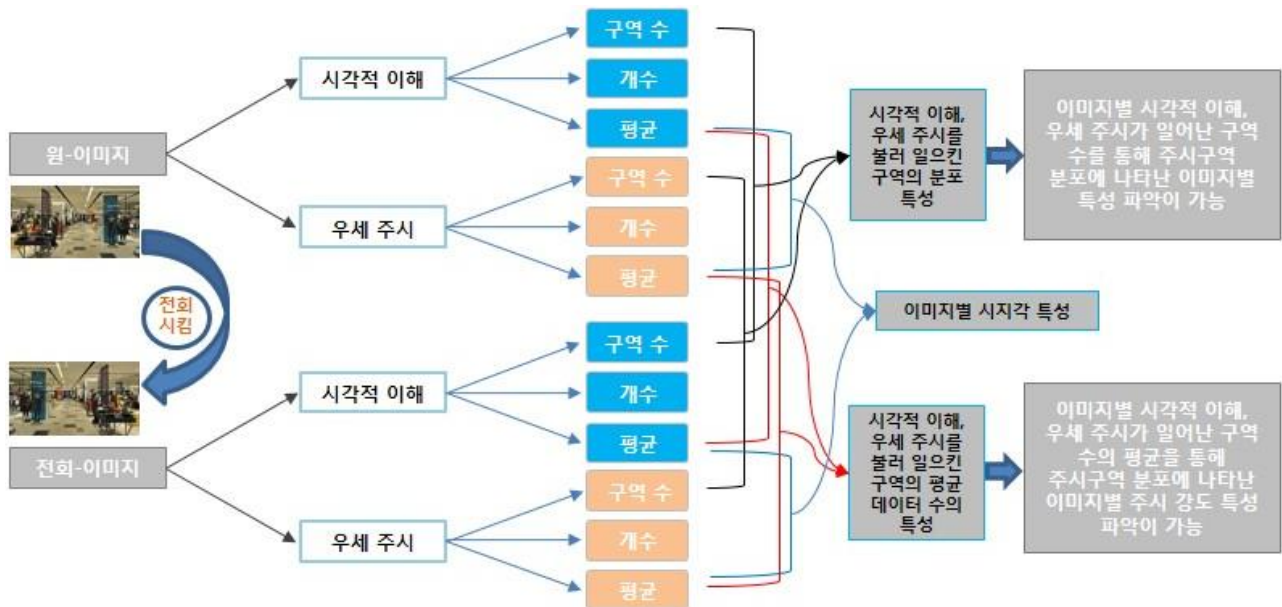 원-이미지
전회
시킴
전회-이미지
시각적 이해
우세 주시
시각적 이해
우세 주시
구역 수
개수
평균
구역 수
개수
평균
구역 수
개수
평균
구역 수
개수
평균
시각적 이해,
우세 주시를
불러 일으킨
구역의 분포
특성
이미지별 시각적 이해,
우세 주시가 일어난 구역
수를 통해 주시구역
분포에 나타난 이미지별
특성 파악이 가능
이미지별 시지각 특성
시각적 이해,
우세 주시를
불러 일으킨
구역의 평균
데이터 수의
특성
이미지별 시각적 이해,
우세 주시가 일어난 구역
수의 평균을 통해
주시구역 분포에 나타난
이미지별 주시 강도 특성
파악이 가능